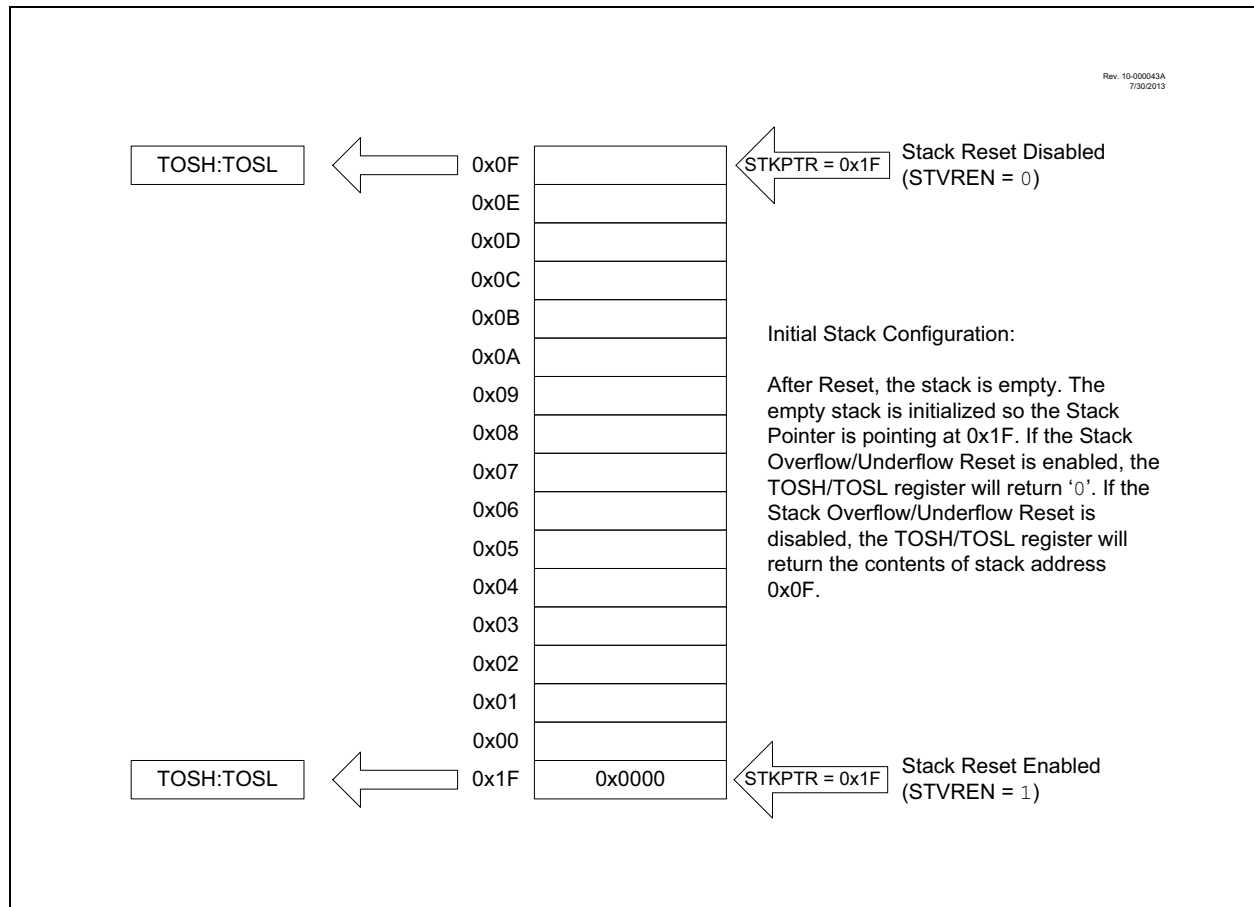 Rev. 10-000043A
7/30/2013
TOSH:TOSL
0x0F
STKPTR = 0x1F
Stack Reset Disabled
(STVREN = 0)
0x0E
0x0D
0x0C
0x0B
0x0A
0x09
0x08
0x07
0x06
0x05
0x04
0x03
0x02
0x01
0x00
Initial Stack Configuration:
After Reset, the stack is empty. The
empty stack is initialized so the Stack
Pointer is pointing at 0x1F. If the Stack
Overflow/Underflow Reset is enabled, the
TOSH/TOSL register will return ‘0’. If the
Stack Overflow/Underflow Reset is
disabled, the TOSH/TOSL register will
return the contents of stack address
0x0F.
TOSH:TOSL
0x1F
0x0000
STKPTR = 0x1F
Stack Reset Enabled
(STVREN = 1)